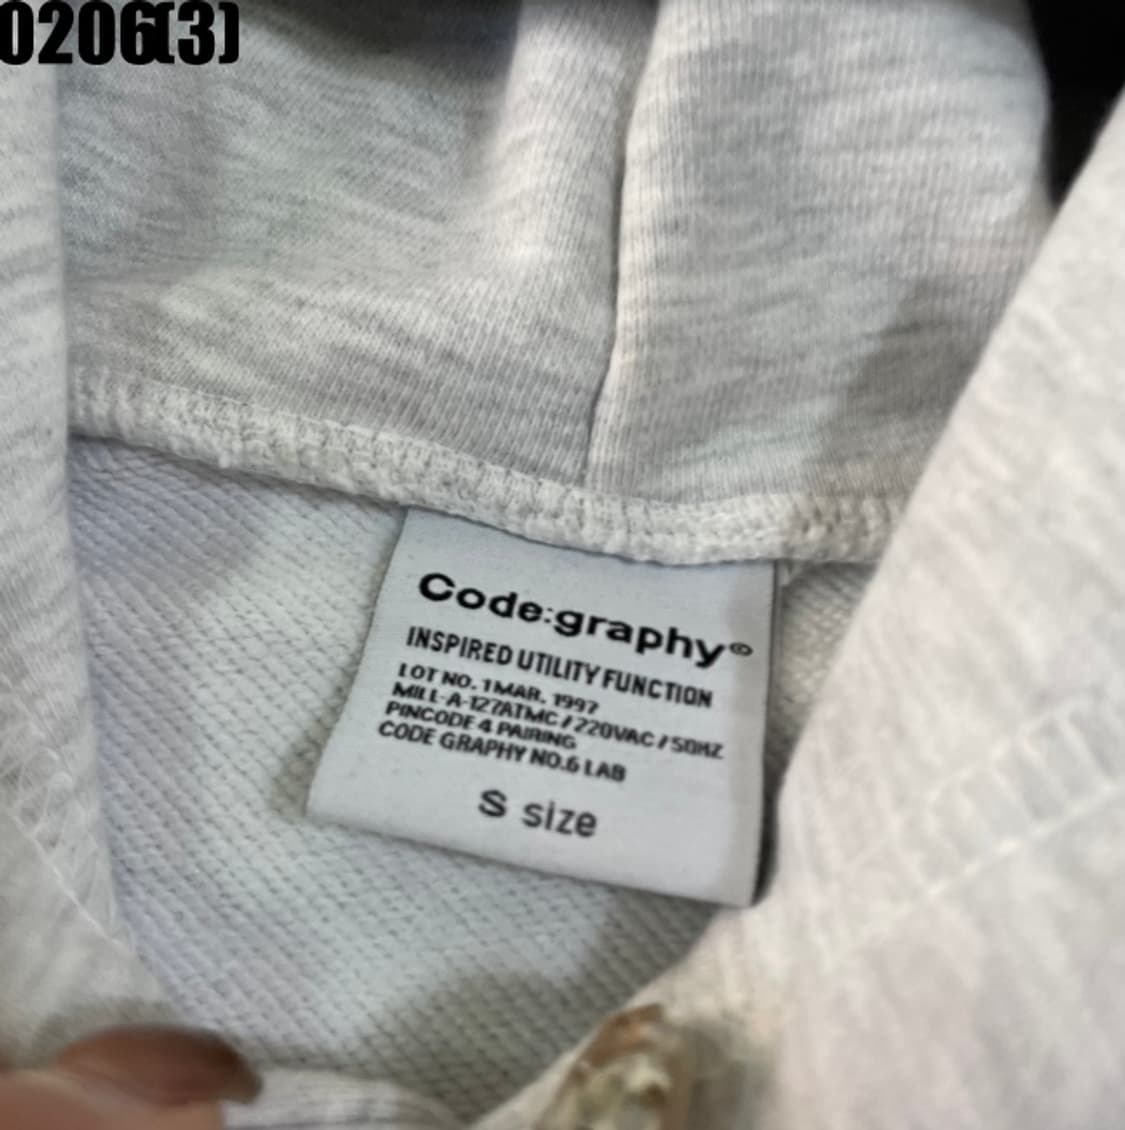 0206(3)
Code:graphy©
INSPIRED UTILITY FUNCTION
LOT NO. 1MAR. 1997
MILL-A-127ATMC / 220VAC / 50HZ
PINCODE 4 PAIRING
CODE GRAPHY NO.6 LAB
S size